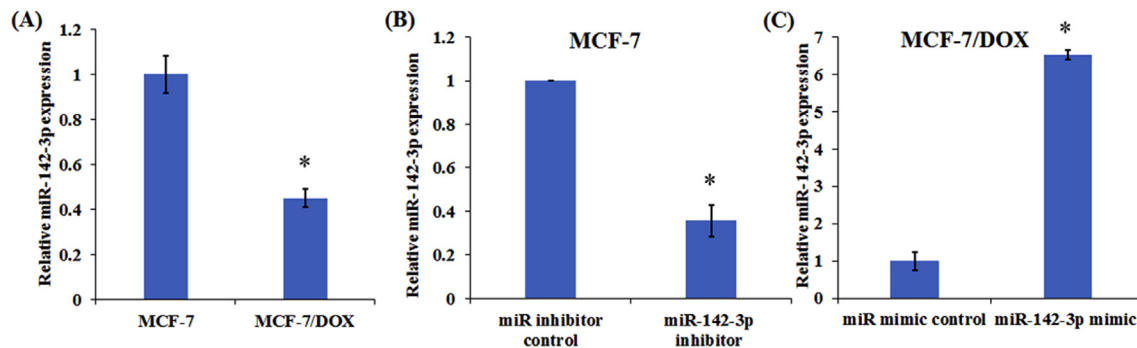 (A)
Relative miR-142-3p expression
1.2
1
0.8
0.6
0.4
0.2
0
*
MCF-7
MCF-7/DOX
(B)
MCF-7
Relative miR-142-3p expression
1.2
1
0.8
0.6
0.4
0.2
0
*
miR inhibitor
control
miR-142-3p
inhibitor
(C)
MCF-7/DOX
Relative miR-142-3p expression
7
6
5
4
3
2
1
0
*
miR mimic control
miR-142-3p mimic